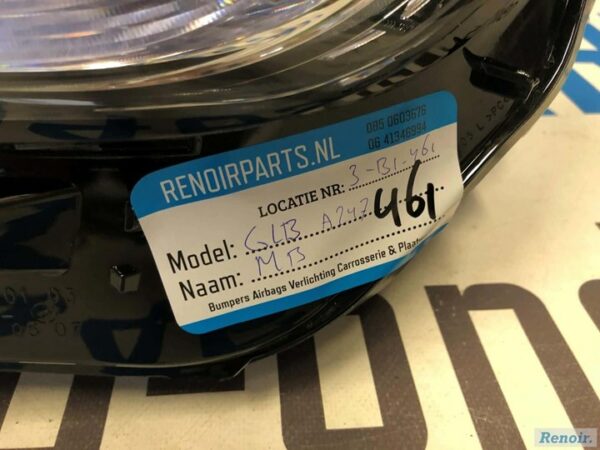 085 0603676
06 41346994
RENOIRPARTS.NL
LOCATIE NR: 3-B1-461
Model: GLB A247 461
Naam: MB
Bumpers Airbags Verlichting Carrosserie &
Renoir.